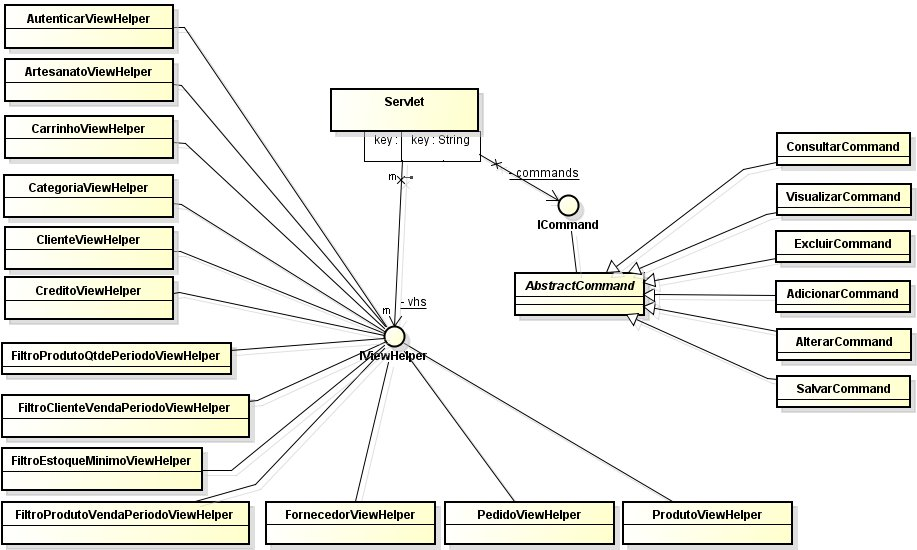 AutenticarViewHelper
ArtesanatoViewHelper
CarrinhoViewHelper
CategoriaViewHelper
ClienteViewHelper
CreditoViewHelper
FiltroProdutoQtdePeriodoViewHelper
FiltroClienteVendaPeriodoViewHelper
FiltroEstoqueMinimoViewHelper
FiltroProdutoVendaPeriodoViewHelper
Servlet
key :
key : String
- commands
ICommand
- vhs
IViewHelper
FornecedorViewHelper
PedidoViewHelper
ProdutoViewHelper
AbstractCommand
ConsultarCommand
VisualizarCommand
ExcluirCommand
AdicionarCommand
AlterarCommand
SalvarCommand